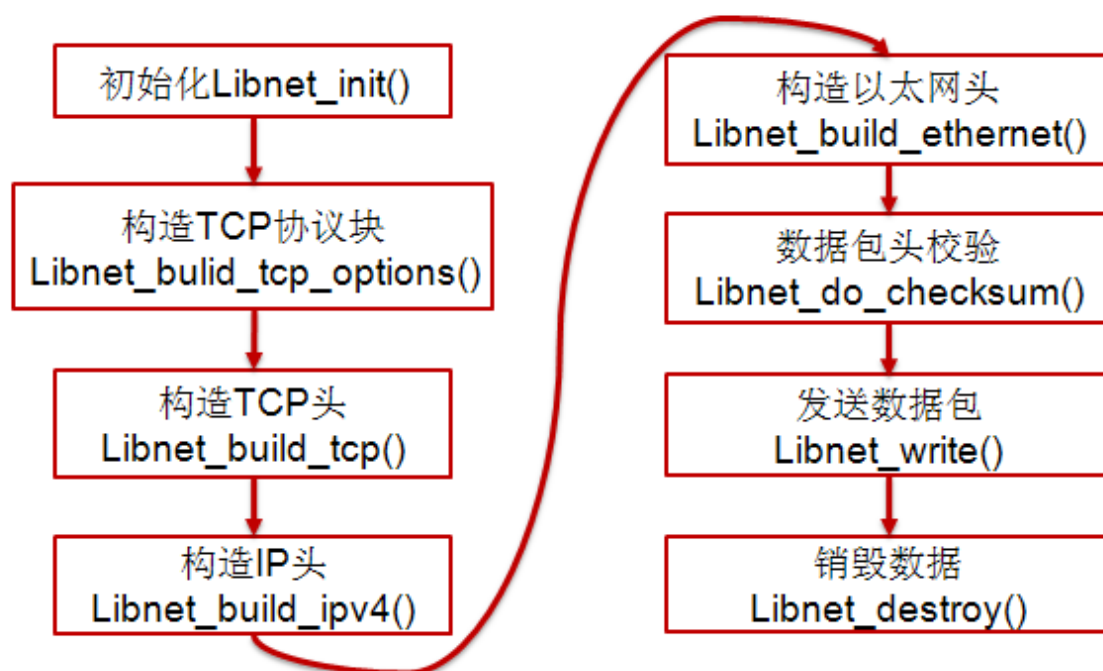 初始化Libnet_init()
构造TCP协议块
Libnet_bulid_tcp_options()
构造TCP头
Libnet_build_tcp()
构造IP头
Libnet_build_ipv4()
构造以太网头
Libnet_build_ethernet()
数据包头校验
Libnet_do_checksum()
发送数据包
Libnet_write()
销毁数据
Libnet_destroy()